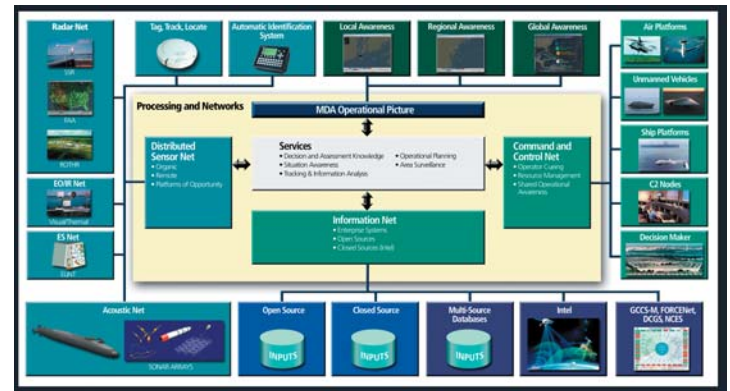 Radar Net
SSR
FAA
ROTHR
EO/IR Net
Visual/Thermal
ES Net
ELINT
Tag, Track, Locate
Automatic Identification
System
Local Awareness
Regional Awareness
Global Awareness
Air Platforms
Unmanned Vehicles
Ship Platforms
C2 Nodes
Decision Maker
Processing and Networks
MDA Operational Picture
Distributed
Sensor Net
• Organic
• Remote
• Platforms of Opportunity
Services
• Decision and Assessment Knowledge
• Situation Awareness
• Tracking & Information Analysis
• Operational Planning
• Area Surveillance
Command and
Control Net
• Operator Cueing
• Resource Management
• Shared Operational
Awareness
Information Net
• Enterprise Systems
• Open Sources
• Closed Sources (Intel)
Acoustic Net
SONAR ARRAYS
Open Source
INPUTS
Closed Source
INPUTS
Multi-Source
Databases
INPUTS
Intel
GCCS-M, FORCENet,
DCGS, NCES